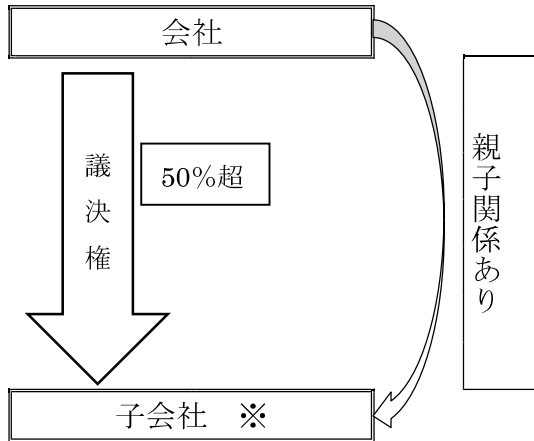 会社
議決権
50%超
親子関係あり
子会社 ※